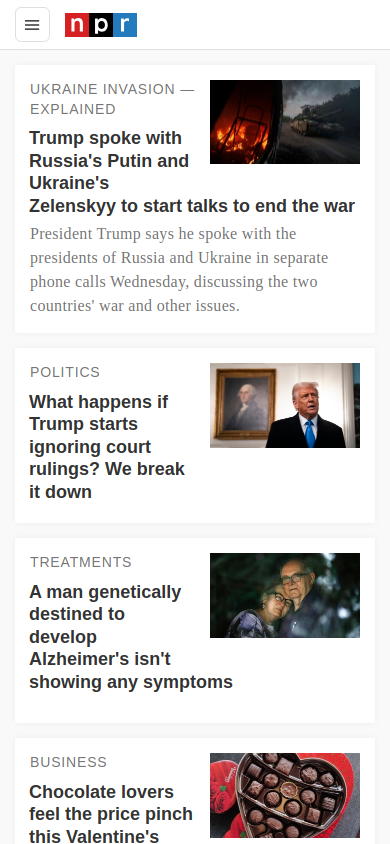 npr
UKRAINE INVASION —
EXPLAINED
Trump spoke with
Russia's Putin and
Ukraine's
Zelenskyy to start talks to end the war
President Trump says he spoke with the
presidents of Russia and Ukraine in separate
phone calls Wednesday, discussing the two
countries' war and other issues.
POLITICS
What happens if
Trump starts
ignoring court
rulings? We break
it down
TREATMENTS
A man genetically
destined to
develop
Alzheimer's isn't
showing any symptoms
BUSINESS
Chocolate lovers
feel the price pinch
this Valentine's